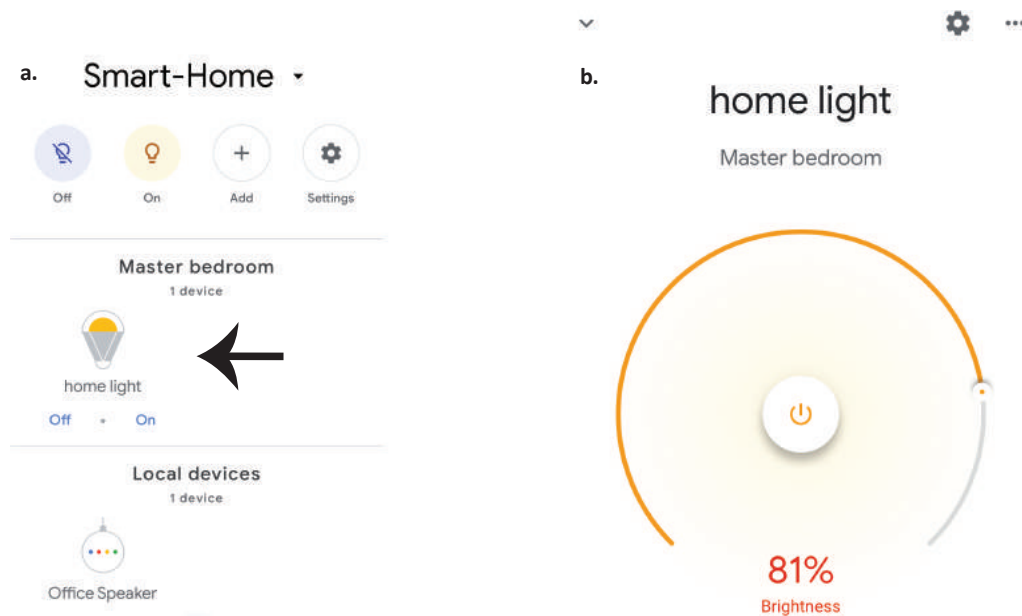 a.
Smart-Home
Off
On
Add
Settings
Master bedroom
1 device
home light
Off • On
Local devices
1 device
Office Speaker
b.
home light
Master bedroom
81%
Brightness